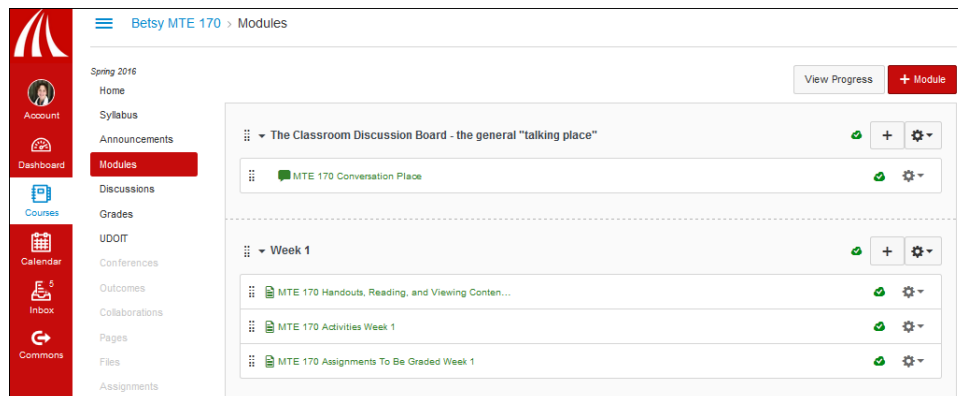 Betsy MTE 170 > Modules
Spring 2016
View Progress
+ Module
Home
Account
Syllabus
Announcements
The Classroom Discussion Board - the general "talking place"
Dashboard
Modules
MTE 170 Conversation Place
Discussions
Courses
Grades
UDOIT
Week 1
Calendar
Conferences
5
Outcomes
MTE 170 Handouts, Reading, and Viewing Conten...
Inbox
Collaborations
MTE 170 Activities Week 1
Pages
Commons
Files
MTE 170 Assignments To Be Graded Week 1
Assignments